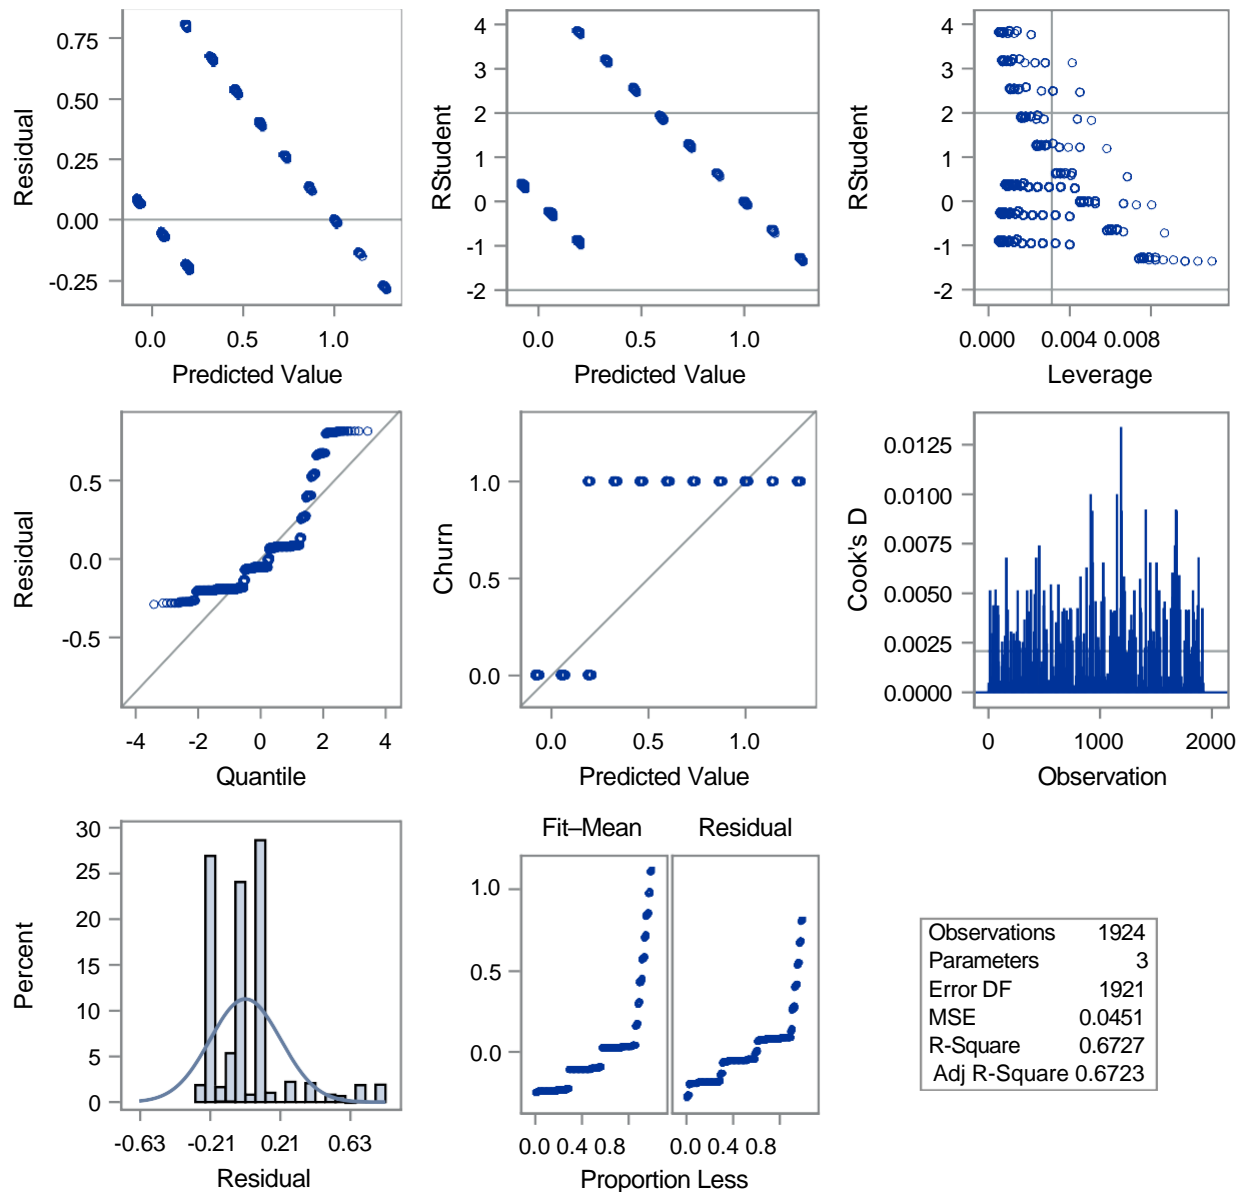 Residual
0.75
0.50
0.25
0.00
-0.25
0.0 0.5 1.0
Predicted Value
RStudent
4
3
2
1
0
-1
-2
0.0 0.5 1.0
Predicted Value
RStudent
4
3
2
1
0
-1
-2
0.000 0.004 0.008
Leverage
Residual
0.5
0.0
-0.5
-4 -2 0 2 4
Quantile
Churn
1.0
0.5
0.0
0.0 0.5 1.0
Predicted Value
Cook's D
0.0125
0.0100
0.0075
0.0050
0.0025
0.0000
0 1000 2000
Observation
Percent
30
25
20
15
10
5
0
-0.63 -0.21 0.21 0.63
Residual
Fit–Mean Residual
1.0
0.5
0.0
0.0 0.4 0.8 0.0 0.4 0.8
Proportion Less
Observations 1924
Parameters 3
Error DF 1921
MSE 0.0451
R-Square 0.6727
Adj R-Square 0.6723